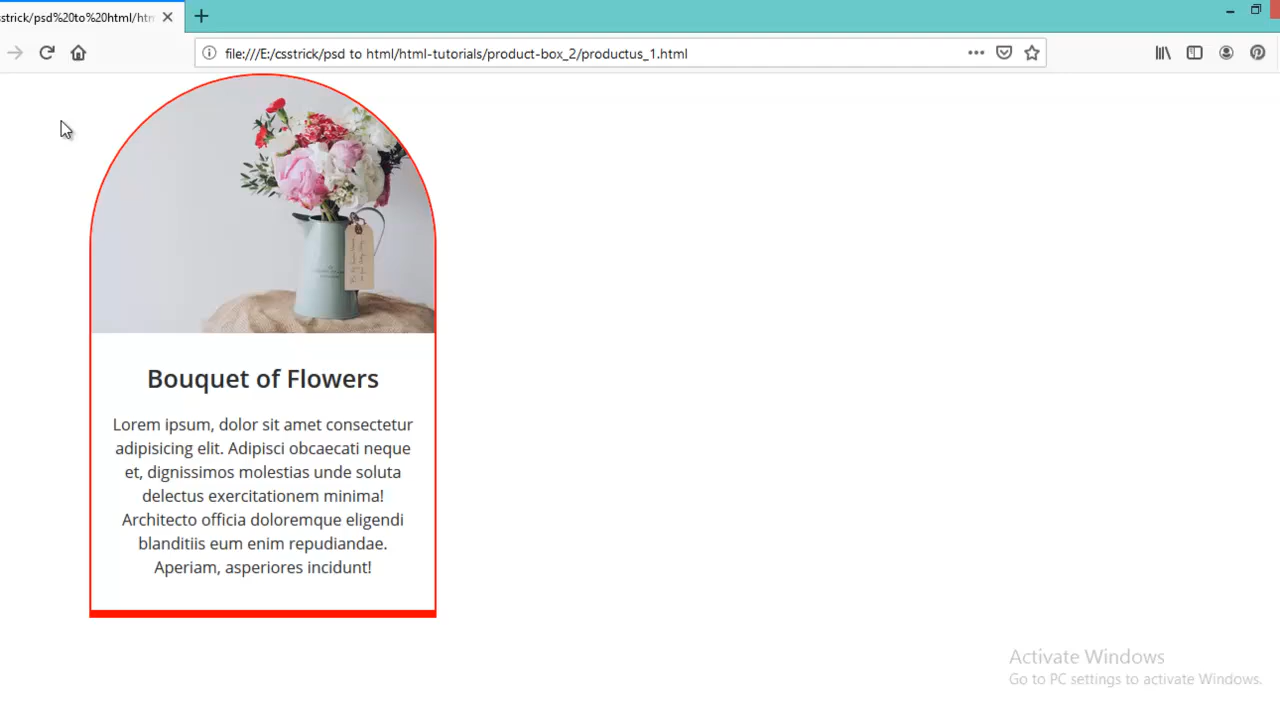 sstrick/psd%20to%20html/htm
file:///E:/csstrick/psd to html/html-tutorials/product-box_2/productus_1.html
Bouquet of Flowers
Lorem ipsum, dolor sit amet consectetur
adipisicing elit. Adipisci obcaecati neque
et, dignissimos molestias unde soluta
delectus exercitationem minima!
Architecto officia doloremque eligendi
blanditiis eum enim repudiandae.
Aperiam, asperiores incidunt!
Activate Windows
Go to PC settings to activate Windows.